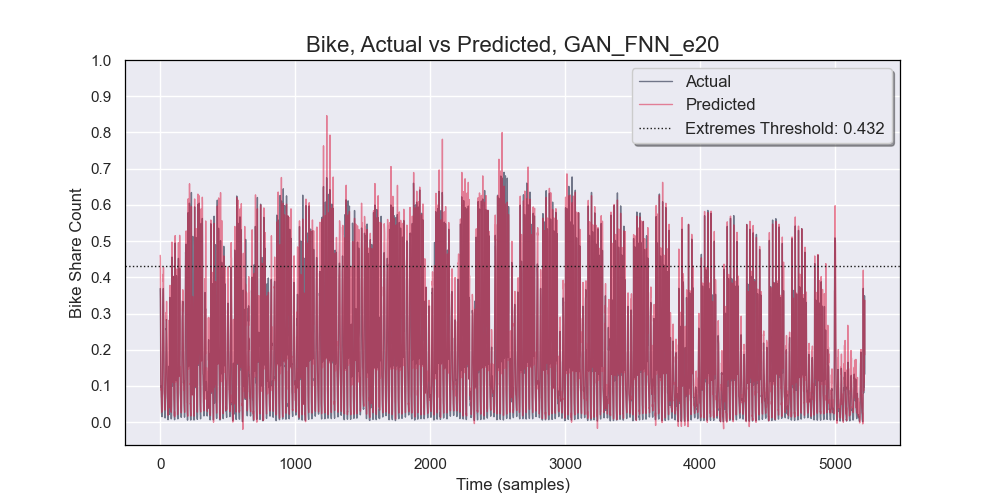 Bike, Actual vs Predicted, GAN_FNN_e20
Actual
Predicted
Extremes Threshold: 0.432
Bike Share Count
1.0
0.9
0.8
0.7
0.6
0.5
0.4
0.3
0.2
0.1
0.0
0 1000 2000 3000 4000 5000
Time (samples)